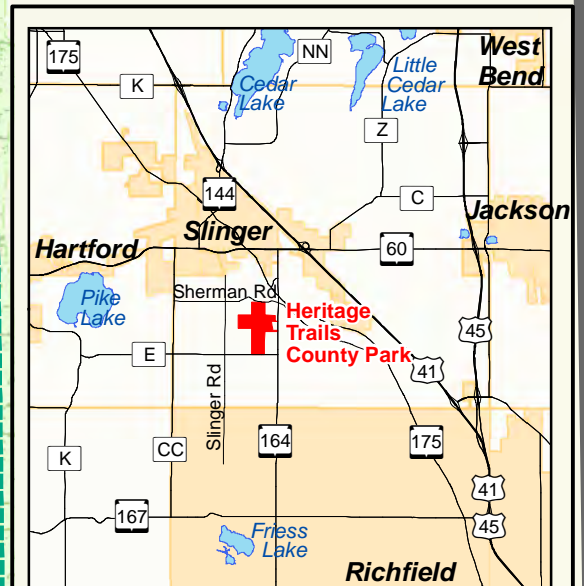 175
NN
West
Bend
K
Cedar
Lake
Little
Cedar
Lake
Z
144
C
Jackson
Slinger
Hartford
60
Pike
Lake
Sherman Rd
Heritage
Trails
County Park
45
E
41
Slinger Rd
K
CC
164
175
41
167
45
Friess
Lake
Richfield